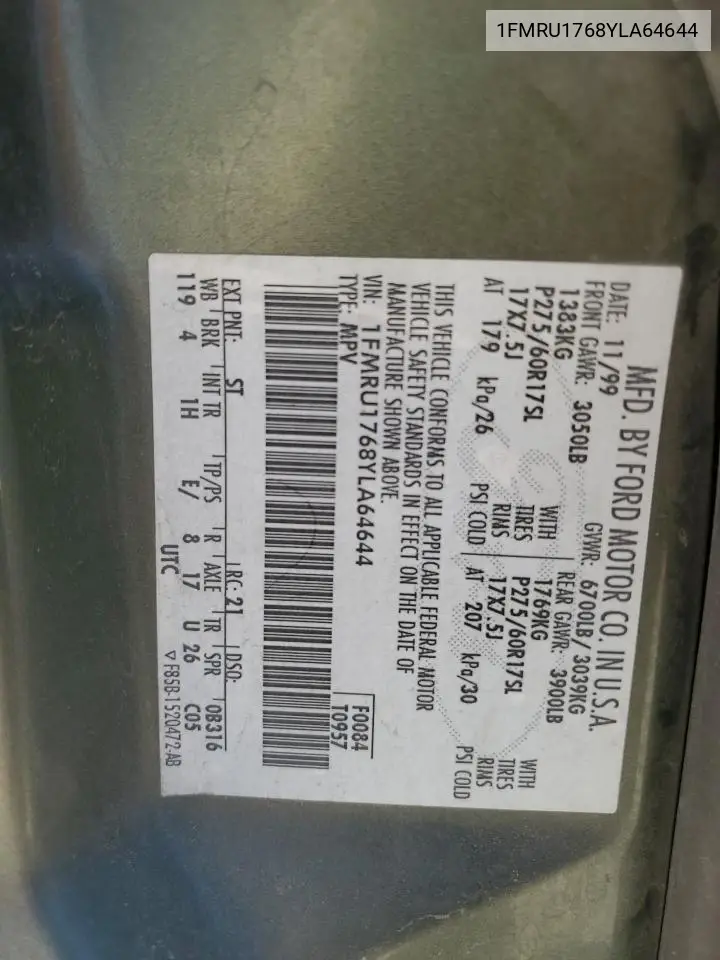 1FMRU1768YLA64644
MFD. BY FORD MOTOR CO. IN U.S.A.
DATE: 11/99 GVWR: 6700LB/ 3039KG
FRONT GAWR: 3050LB REAR GAWR: 3900LB
1383KG WITH 1769KG WITH
P275/60R17SL TIRES P275/60R17SL TIRES
17X7.5J RIMS 17X7.5J RIMS
AT 179 kPa/26 PSI COLD AT 207 kPa/30 PSI COLD
THIS VEHICLE CONFORMS TO ALL APPLICABLE FEDERAL MOTOR
VEHICLE SAFETY STANDARDS IN EFFECT ON THE DATE OF
MANUFACTURE SHOWN ABOVE.
VIN: 1FMRU1768YLA64644 F0084
TYPE: MPV T0957
EXT PNT: ST RC: 21 DSO:
WB BRK INT TR TP/PS R AXLE TR SPR 0B316
119 4 1H E/ 8 17 U 26 C05
UTC ▽ F85B-1520472-AB